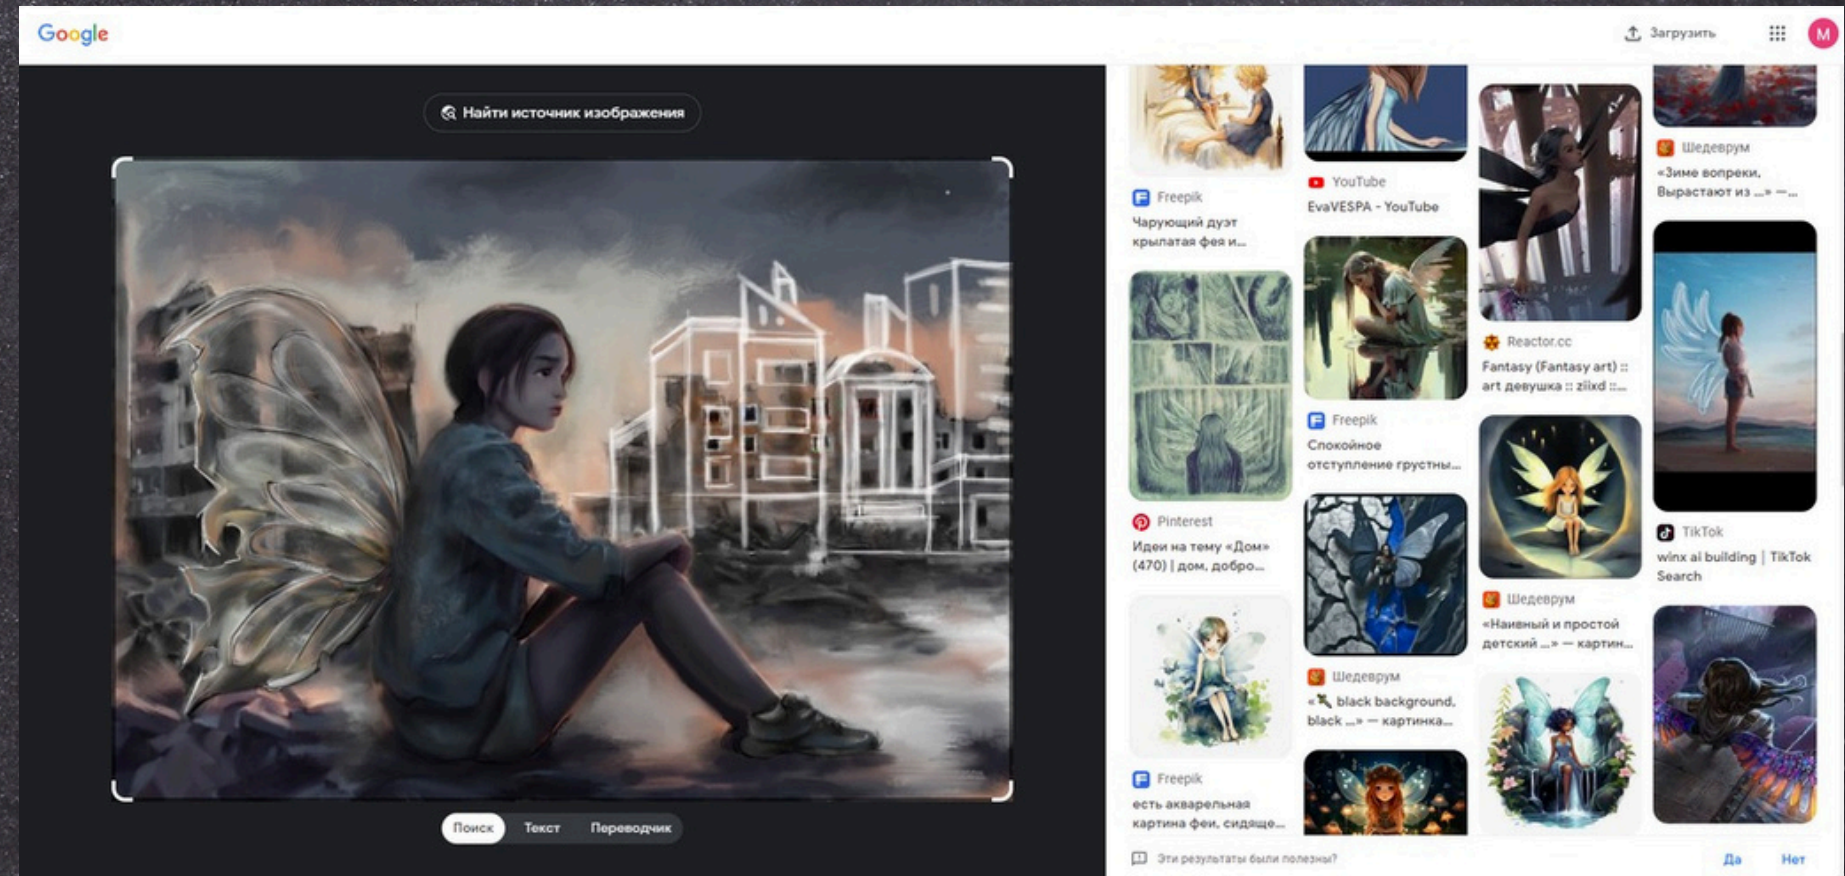 Google
Загрузить
M
Найти источник изображения
Поиск
Текст
Переводчик
Freepik
Чарующий дуэт
крылатая фея и...
Pinterest
Идеи на тему «Дом»
(470) | дом, добро...
Freepik
есть акварельная
картина феи, сидяще...
YouTube
EvaVESPA - YouTube
Freepik
Спокойное
отступление грустны...
Шедеврум
« black background,
black ...» — картинка...
Reactor.cc
Fantasy (Fantasy art) ::
art девушка :: ziixd ::...
Шедеврум
«Наивный и простой
детский ...» — картин...
Шедеврум
«Зиме вопреки,
Вырастают из ...» —...
TikTok
winx ai building | TikTok
Search
Эти результаты были полезны?
Да
Нет